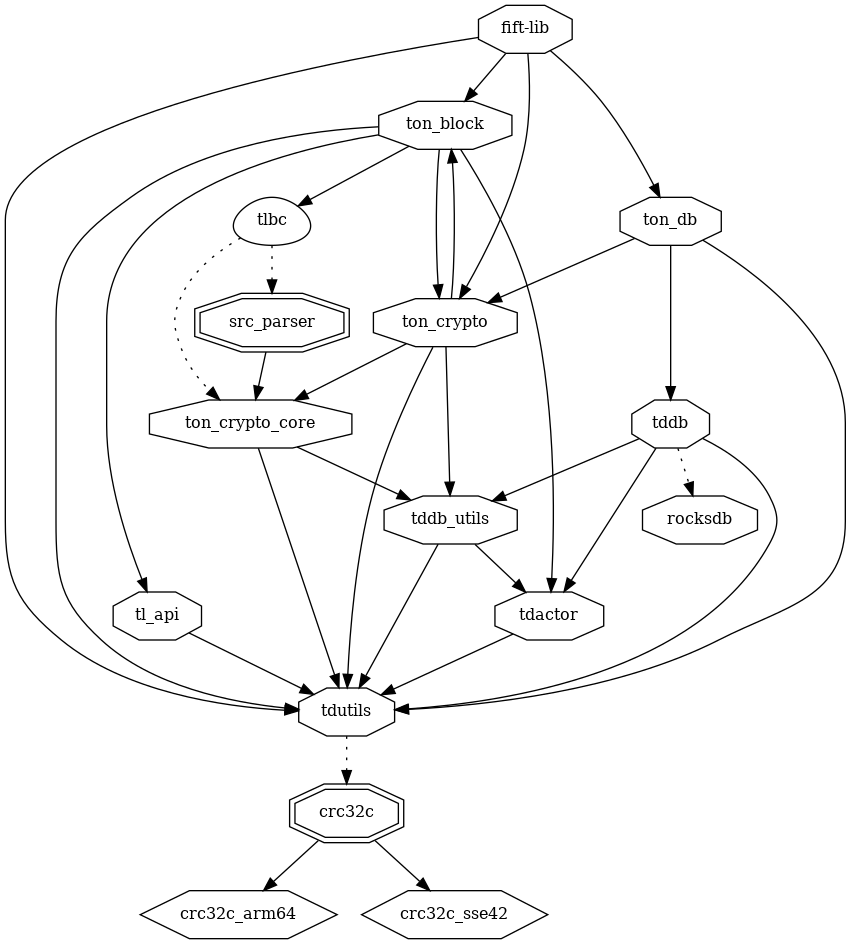 fift-lib
ton_block
tlbc
ton_db
src_parser
ton_crypto
ton_crypto_core
tddb
tddb_utils
rocksdb
tl_api
tdactor
tdutils
crc32c
crc32c_arm64
crc32c_sse42